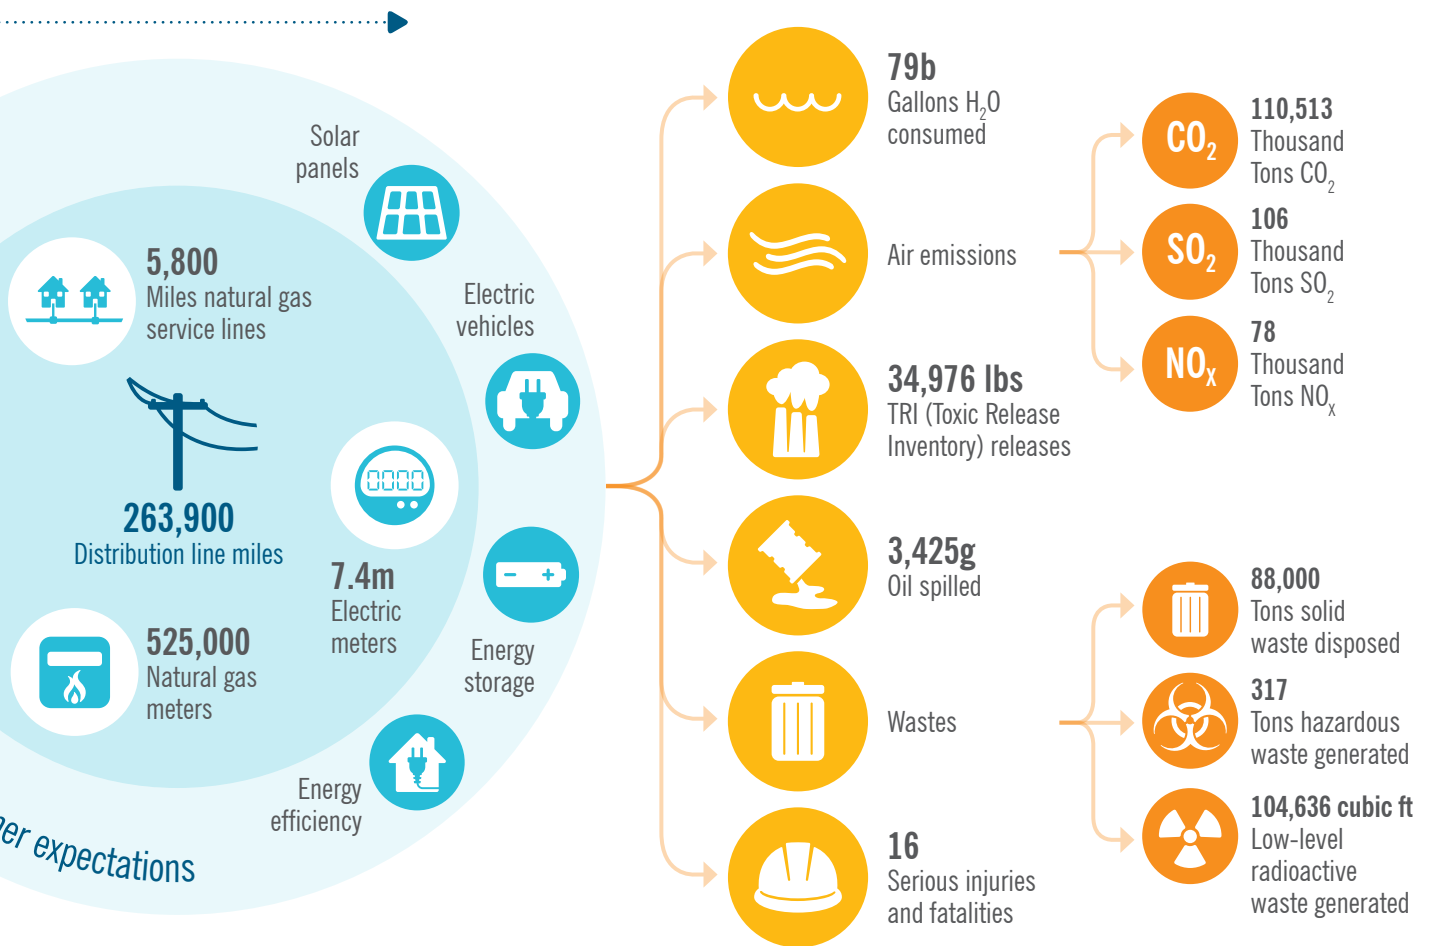 Solar
panels
5,800
Miles natural gas
service lines
Electric
vehicles
263,900
Distribution line miles
0000
7.4m
Electric
meters
525,000
Natural gas
meters
Energy
storage
Energy
efficiency
expectations
79b
Gallons H₂O
consumed
Air emissions
CO₂
110,513
Thousand
Tons CO₂
SO₂
106
Thousand
Tons SO₂
NOₓ
78
Thousand
Tons NOₓ
34,976 lbs
TRI (Toxic Release
Inventory) releases
3,425g
Oil spilled
Wastes
88,000
Tons solid
waste disposed
317
Tons hazardous
waste generated
104,636 cubic ft
Low-level
radioactive
waste generated
16
Serious injuries
and fatalities